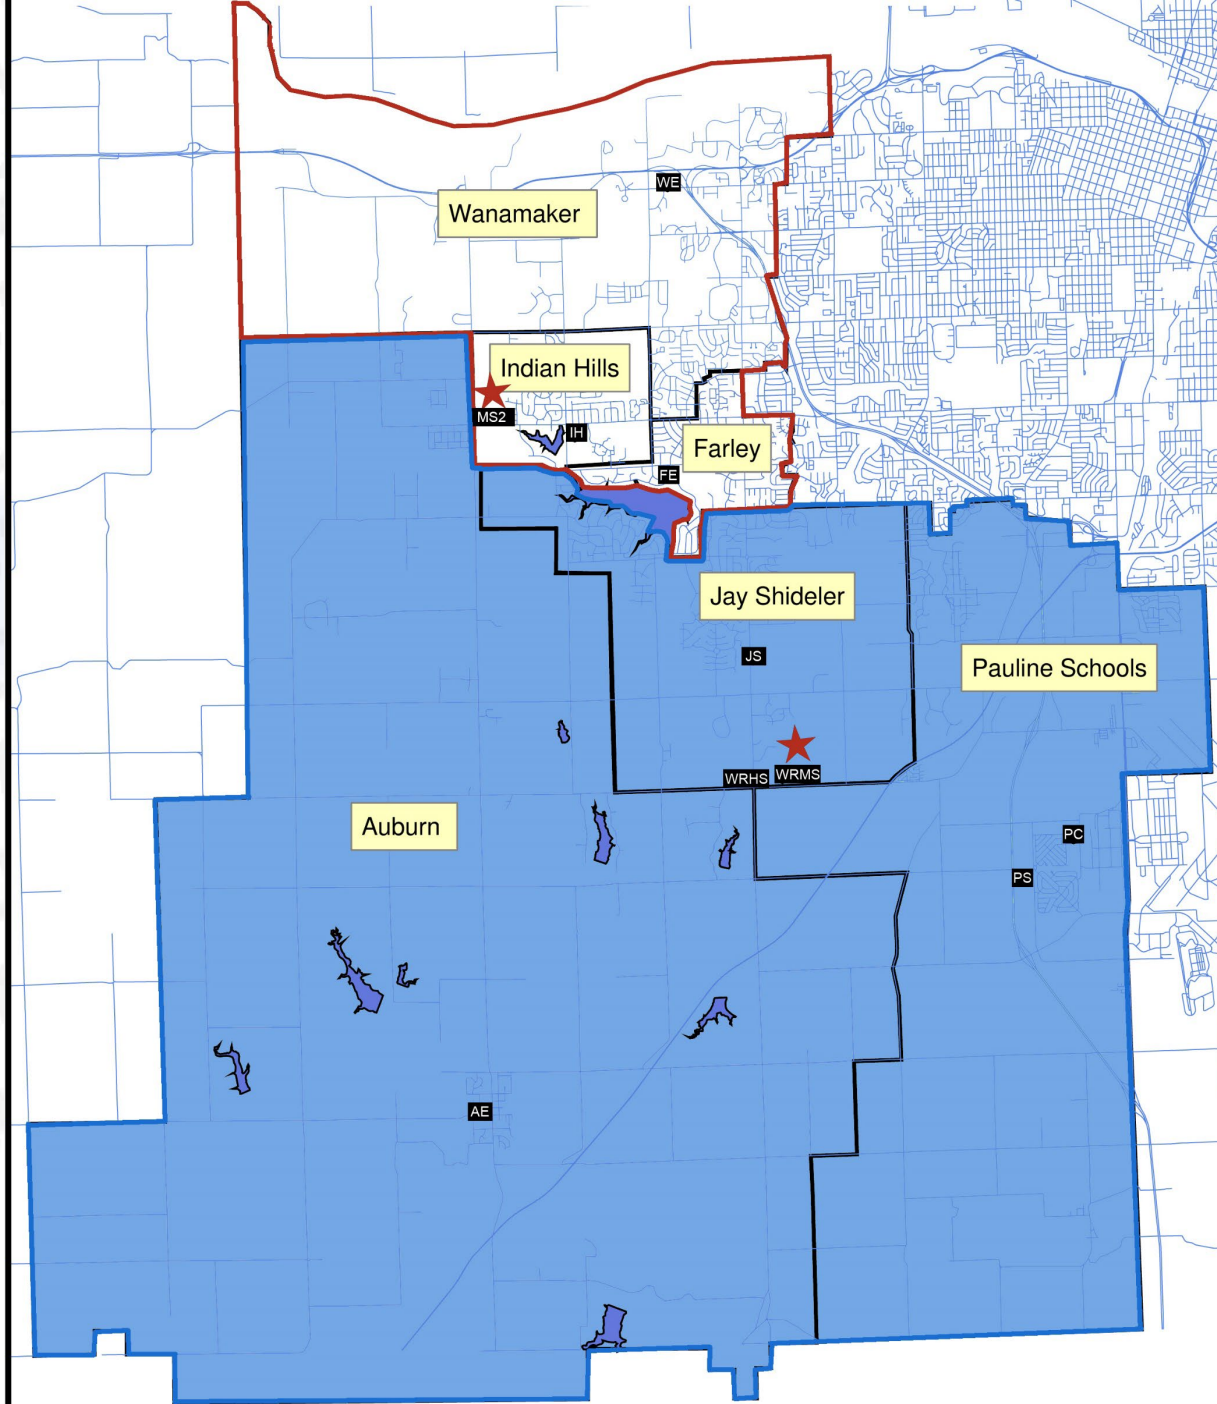 WE
Wanamaker
Indian Hills
MS2
IH
Farley
FE
Jay Shideler
JS
Pauline Schools
WRHS
WRMS
Auburn
PC
PS
AE